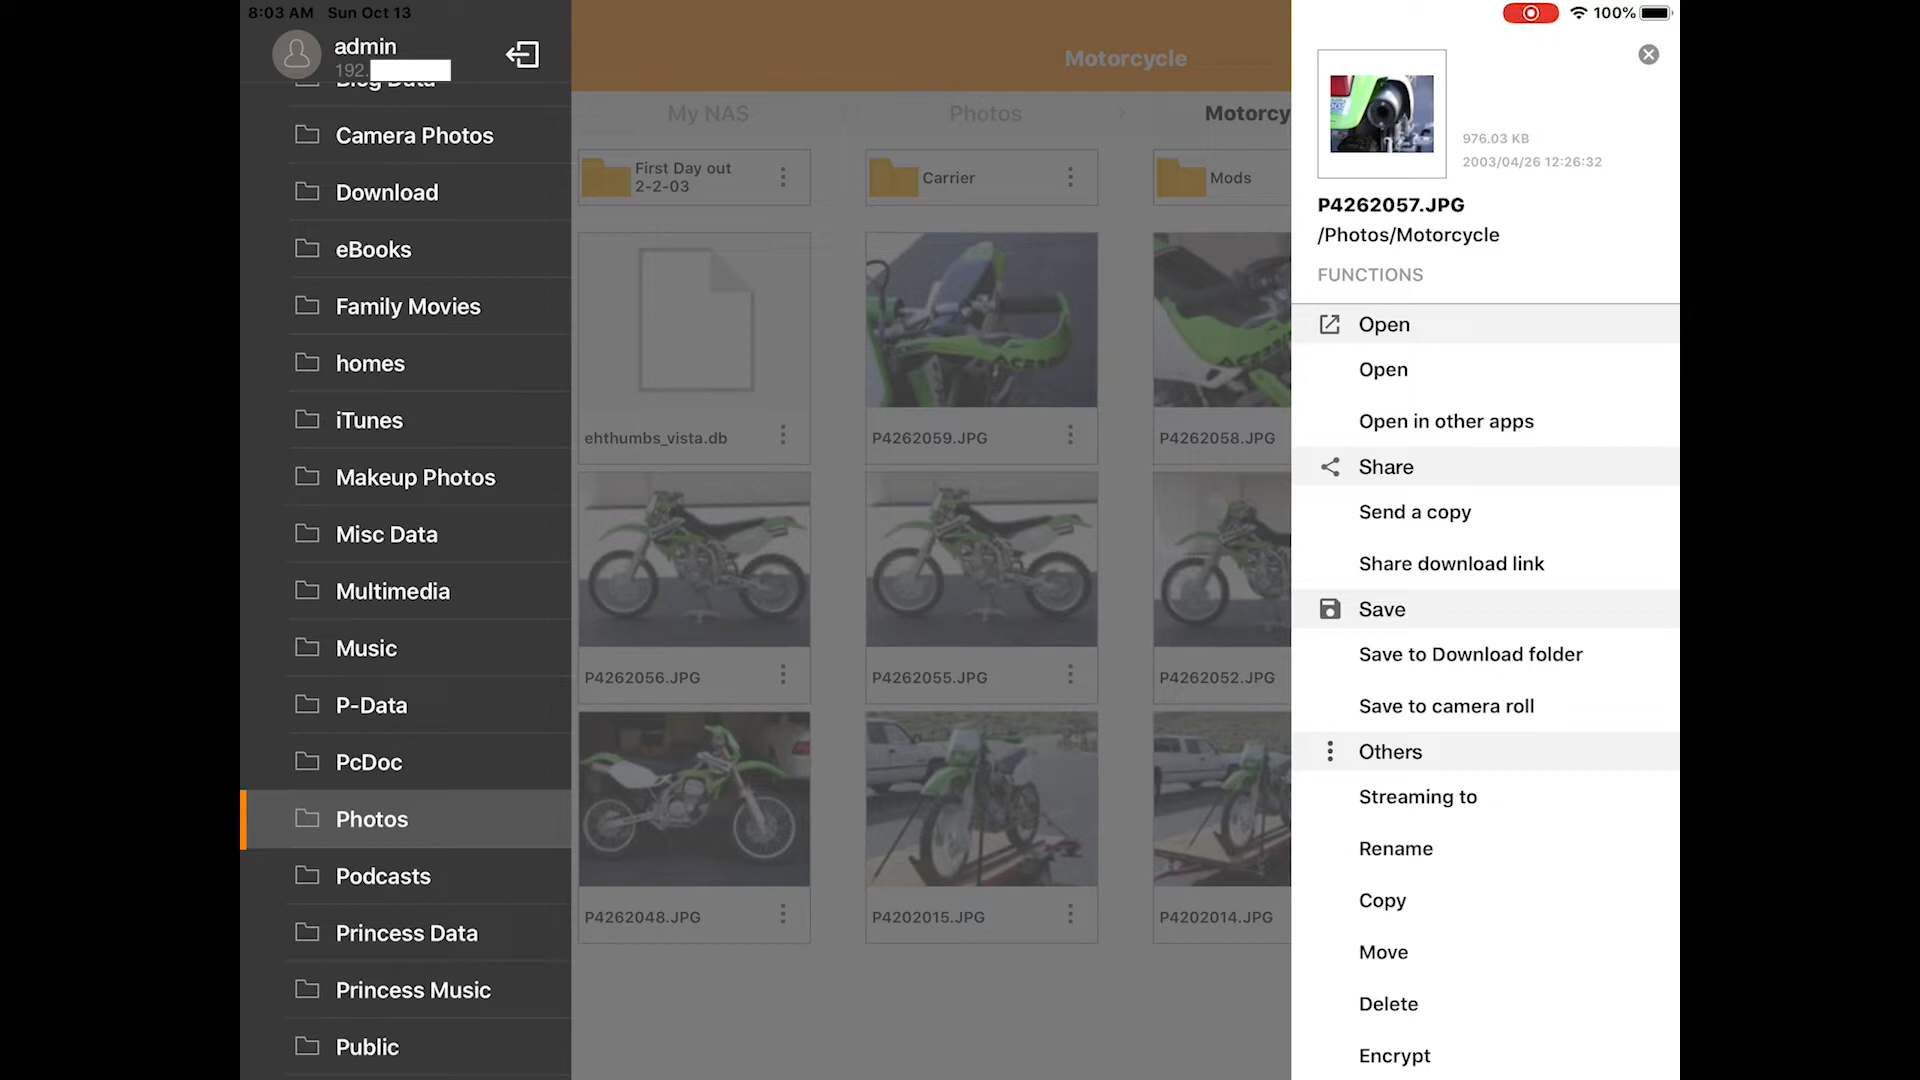 8:03 AM Sun Oct 13
admin
192.
Blog Data
Camera Photos
Download
eBooks
Family Movies
homes
iTunes
Makeup Photos
Misc Data
Multimedia
Music
P-Data
PcDoc
Photos
Podcasts
Princess Data
Princess Music
Public
Motorcycle
My NAS
Photos
Motorcy
First Day out
2-2-03
Carrier
Mods
ehthumbs_vista.db
P4262059.JPG
P4262058.JPG
P4262056.JPG
P4262055.JPG
P4262052.JPG
P4262048.JPG
P4202015.JPG
P4202014.JPG
100%
976.03 KB
2003/04/26 12:26:32
P4262057.JPG
/Photos/Motorcycle
FUNCTIONS
Open
Open
Open in other apps
Share
Send a copy
Share download link
Save
Save to Download folder
Save to camera roll
Others
Streaming to
Rename
Copy
Move
Delete
Encrypt